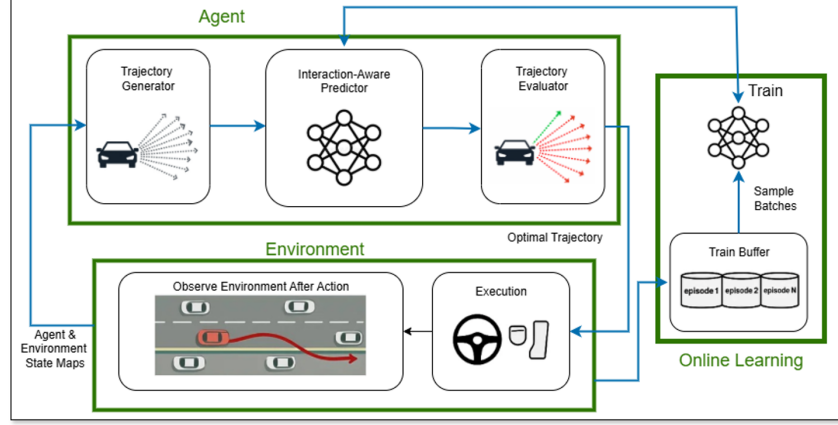 Agent
Trajectory
Generator
Interaction-Aware
Predictor
Trajectory
Evaluator
Train
Sample
Batches
Optimal Trajectory
Environment
Train Buffer
episode 1
episode 2
episode N
Observe Environment After Action
Execution
Agent &
Environment
State Maps
Online Learning